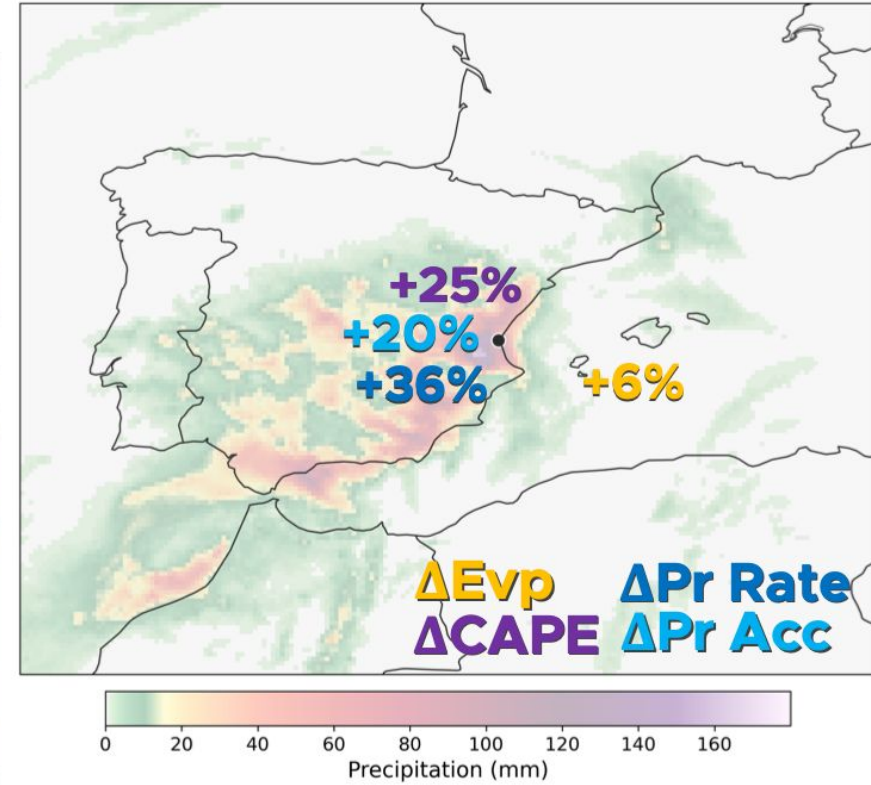 +25%
+20%
+36%
+6%
ΔEvp ΔPr Rate
ΔCAPE ΔPr Acc
0 20 40 60 80 100 120 140 160
Precipitation (mm)